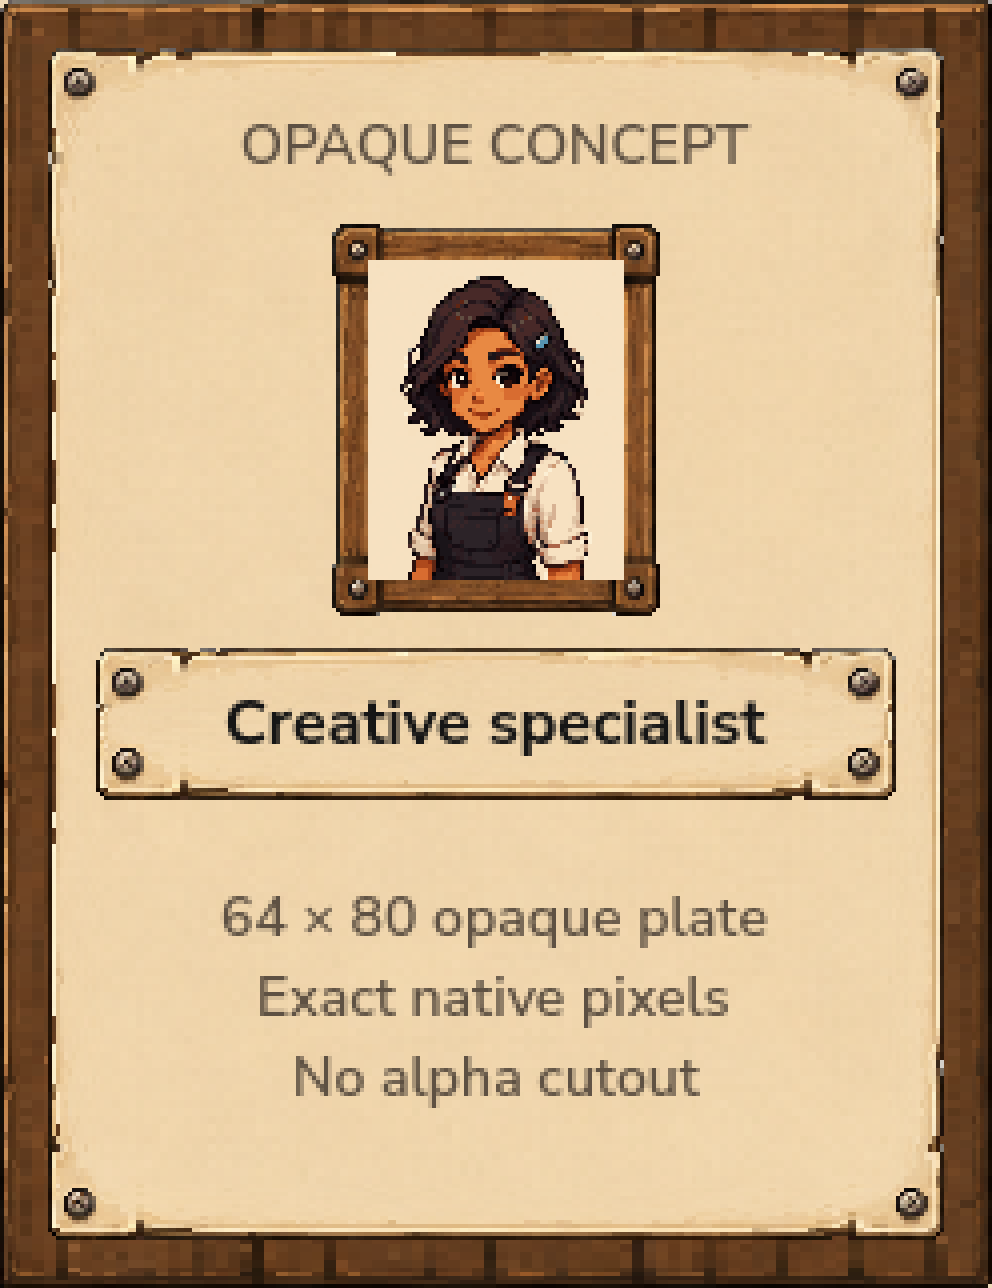 OPAQUE CONCEPT
Creative specialist
64 × 80 opaque plate
Exact native pixels
No alpha cutout